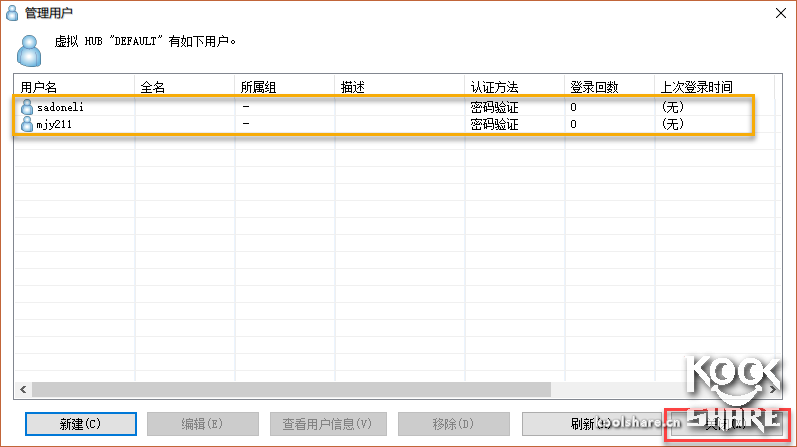 管理用户
虚拟 HUB "DEFAULT" 有如下用户。
用户名 全名 所属组 描述 认证方法 登录回数 上次登录时间
sadoneli - 密码验证 0 (无)
mjy211 - 密码验证 0 (无)
KOOK
SHARE
新建(C) 编辑(E) 查看用户信息(V) 移除(D) 刷新
koolshare.cn